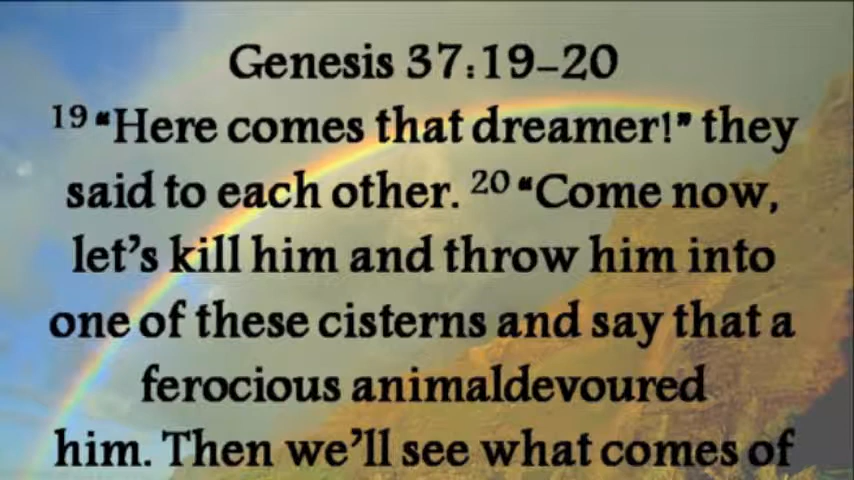 Genesis 37:19–20
19 “Here comes that dreamer!” they
said to each other. 20 “Come now,
let’s kill him and throw him into
one of these cisterns and say that a
ferocious animaldevoured
him. Then we’ll see what comes of